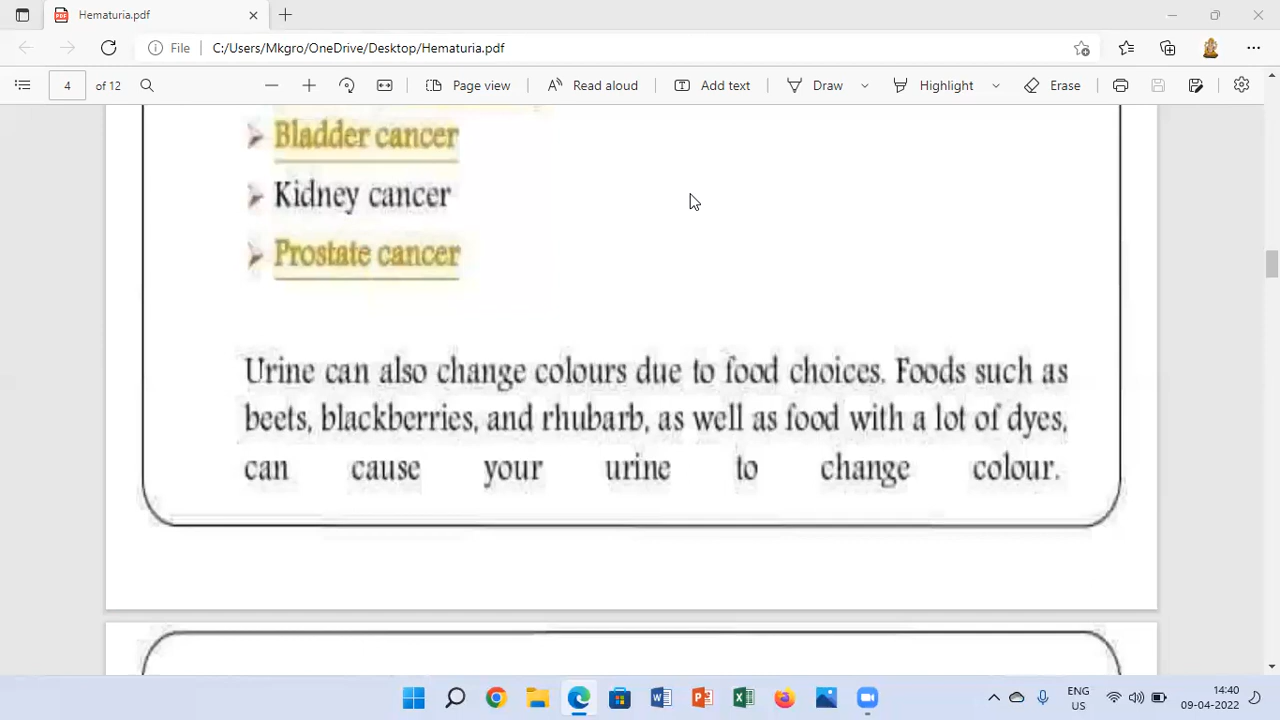 Hematuria.pdf
File
C:/Users/Mkgro/OneDrive/Desktop/Hematuria.pdf
4 of 12
Page view
Read aloud
Add text
Draw
Highlight
Erase
Bladder cancer
Kidney cancer
Prostate cancer
Urine can also change colours due to food choices. Foods such as
beets, blackberries, and rhubarb, as well as food with a lot of dyes,
can cause your urine to change colour.
ENG
US
14:40
09-04-2022